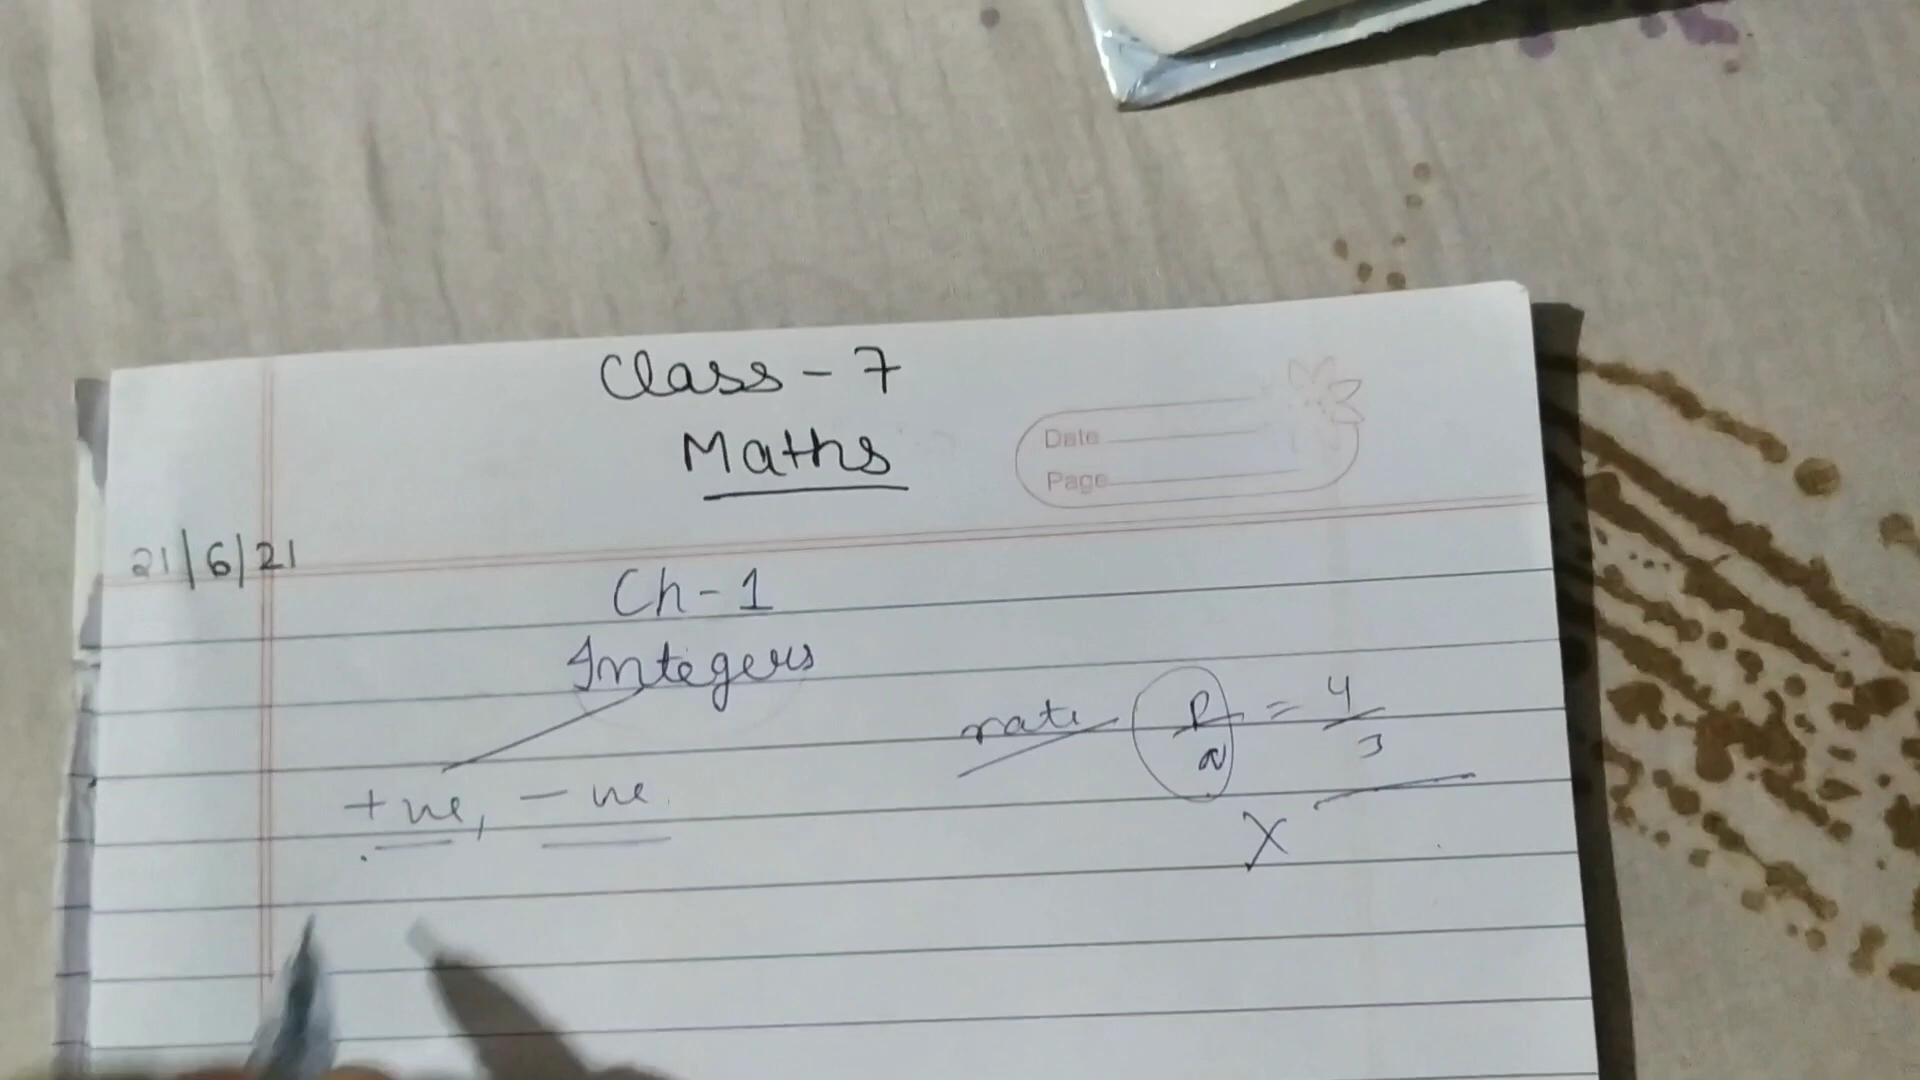 Class - 7
Maths
Date
Page
21/6/21
Ch - 1
Integers
+ve, - ve
= 4/3
X